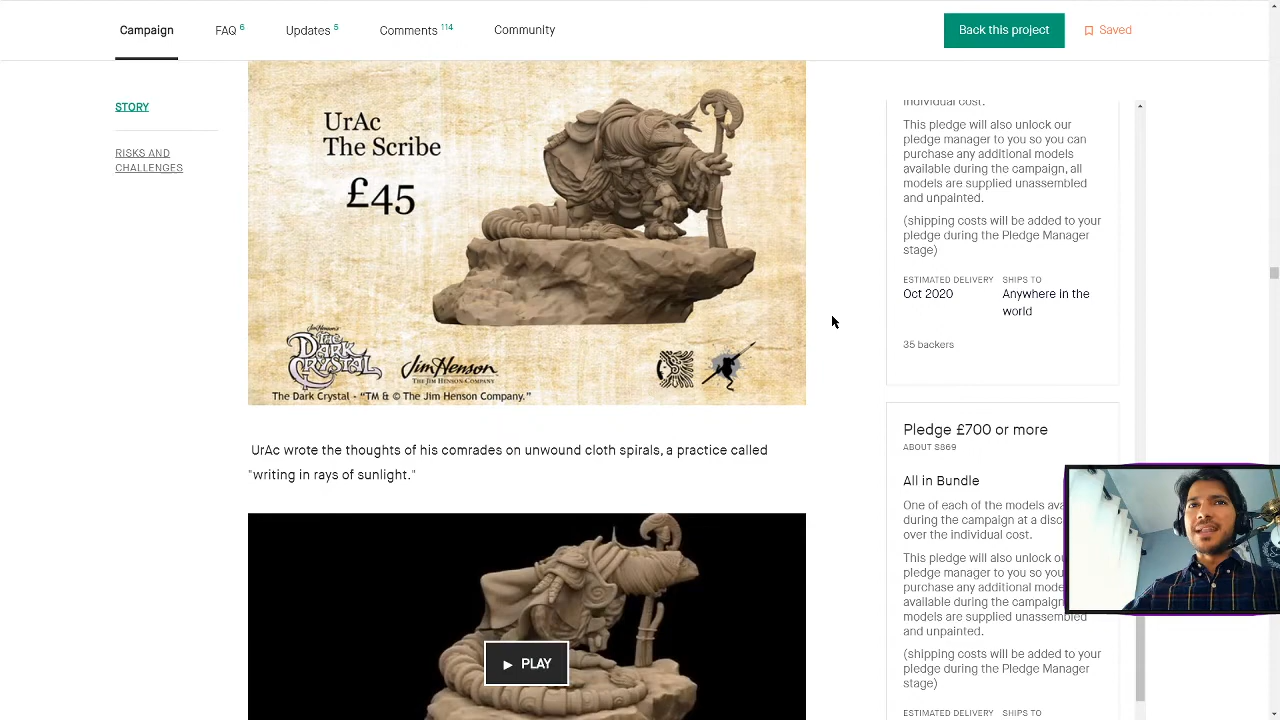 Campaign
FAQ 6
Updates 5
Comments 114
Community
Back this project
Saved
STORY
RISKS AND
CHALLENGES
UrAc
The Scribe
£45
Jim Henson's
THE
DARK
CRYSTAL
Jim Henson
THE JIM HENSON COMPANY
The Dark Crystal - “TM & © The Jim Henson Company.”
UrAc wrote the thoughts of his comrades on unwound cloth spirals, a practice called
"writing in rays of sunlight."
PLAY
individual cost.
This pledge will also unlock our
pledge manager to you so you can
purchase any additional models
available during the campaign, all
models are supplied unassembled
and unpainted.
(shipping costs will be added to your
pledge during the Pledge Manager
stage)
ESTIMATED DELIVERY
Oct 2020
SHIPS TO
Anywhere in the
world
35 backers
Pledge £700 or more
ABOUT $869
All in Bundle
One of each of the models ava
during the campaign at a disc
over the individual cost.
This pledge will also unlock ou
pledge manager to you so you
purchase any additional mode
available during the campaign
models are supplied unassembled
and unpainted.
(shipping costs will be added to your
pledge during the Pledge Manager
stage)
ESTIMATED DELIVERY
SHIPS TO